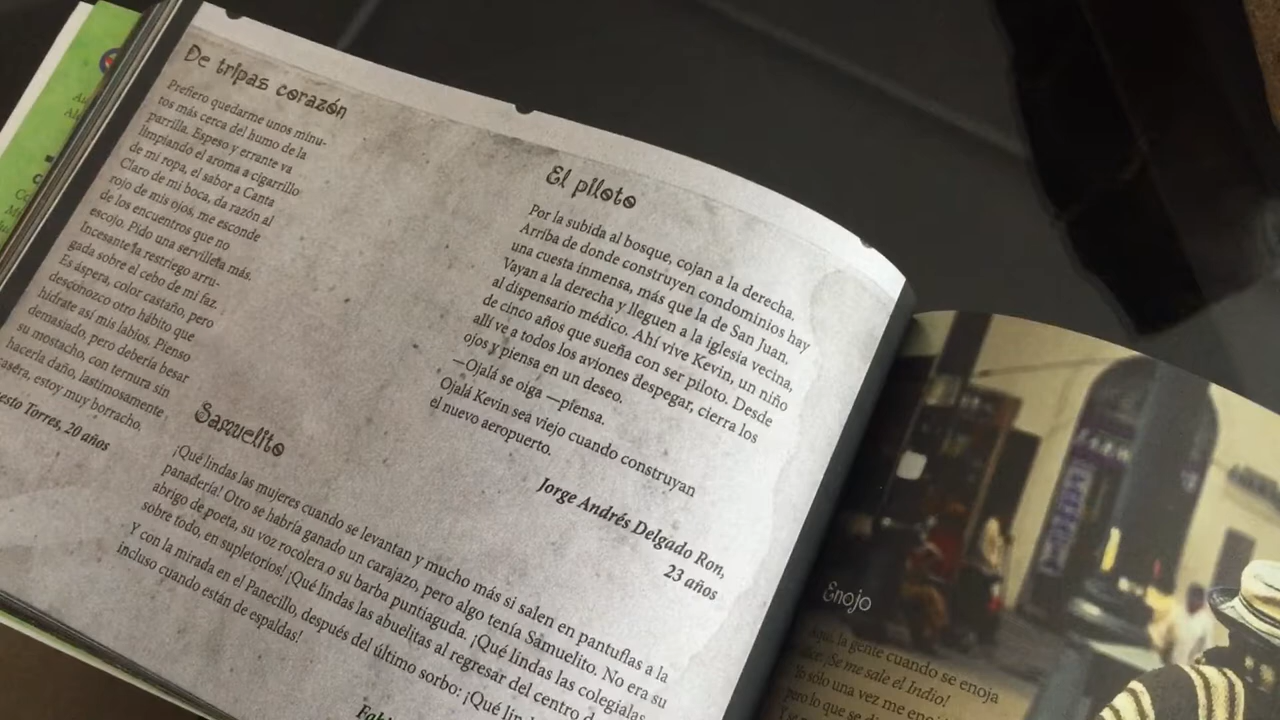 De tripas corazón
Prefiero quedarme unos minu-
tos más cerca del humo de la
parrilla. Espeso y errante va
limpiando el aroma a cigarrillo
de mi ropa, el sabor a Canta
Claro de mi boca, da razón al
rojo de mis ojos, me esconde
de los encuentros que no
escojo. Pido una servilleta más.
Incesante la restriego arru-
gada sobre el cebo de mi faz.
Es áspera, color castaño, pero
desconozco otro hábito que
hidrate así mis labios. Pienso
demasiado, pero debería besar
su mostacho, con ternura sin
hacerla daño, lastimosamente
casera, estoy muy borracho.
esto Torres, 20 años
El piloto
Por la subida al bosque, cojan a la derecha.
Arriba de donde construyen condominios hay
una cuesta inmensa, más que la de San Juan.
Vayan a la derecha y lleguen a la iglesia vecina,
al dispensario médico. Ahí vive Kevin, un niño
de cinco años que sueña con ser piloto. Desde
allí ve a todos los aviones despegar, cierra los
ojos y piensa en un deseo.
—Ojalá se oiga —piensa.
Ojalá Kevin sea viejo cuando construyan
el nuevo aeropuerto.
Jorge Andrés Delgado Ron,
23 años
Samuelito
¡Qué lindas las mujeres cuando se levantan y mucho más si salen en pantuflas a la
panadería! Otro se habría ganado un carajazo, pero algo tenía Samuelito. No era su
abrigo de poeta, su voz rocolera o su barba puntiaguda. ¡Qué lindas las colegialas,
sobre todo, en supletorios! ¡Qué lindas las abuelitas al regresar del centro
Y con la mirada en el Panecillo, después del último sorbo: ¡Qué
incluso cuando están de espaldas!
Enojo
Aquí, la gente cuando se enoja
dice: ¡Se me sale el Indio!
Yo sólo una vez me
pero lo que se